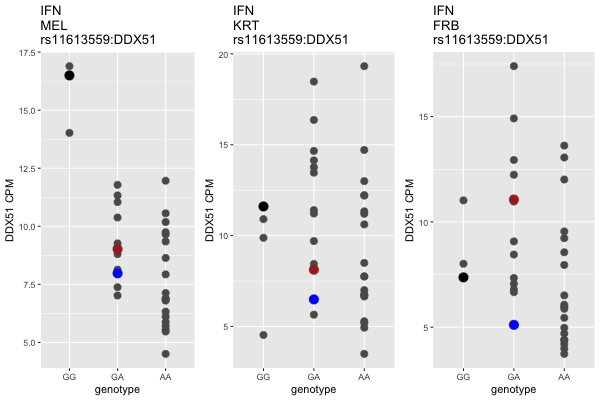 IFN
MEL
rs11613559:DDX51
17.5
15.0
12.5
10.0
7.5
5.0
DDX51 CPM
GG GA AA
genotype
IFN
KRT
rs11613559:DDX51
20
15
10
5
DDX51 CPM
GG GA AA
genotype
IFN
FRB
rs11613559:DDX51
15
10
5
DDX51 CPM
GG GA AA
genotype